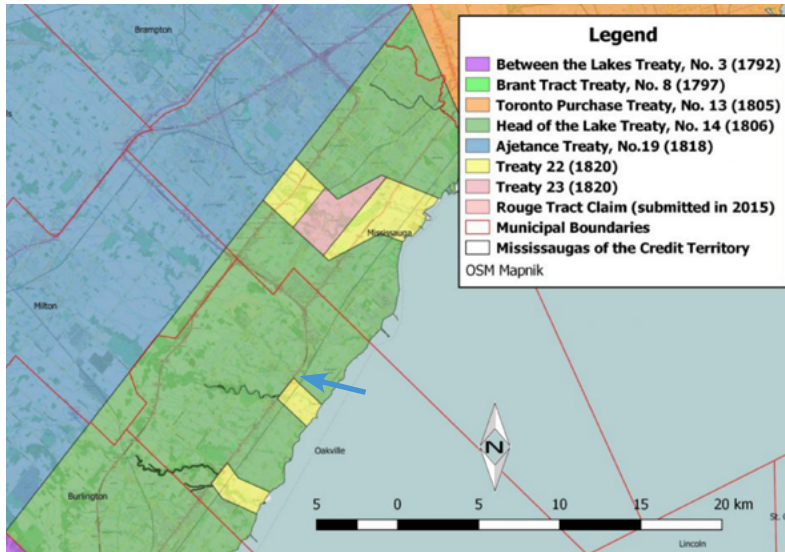 Brampton
Legend
Between the Lakes Treaty, No. 3 (1792)
Brant Tract Treaty, No. 8 (1797)
Toronto Purchase Treaty, No. 13 (1805)
Head of the Lake Treaty, No. 14 (1806)
Ajetance Treaty, No.19 (1818)
Treaty 22 (1820)
Treaty 23 (1820)
Rouge Tract Claim (submitted in 2015)
Municipal Boundaries
Mississaugas of the Credit Territory
OSM Mapnik
Mississauga
Milton
Oakville
N
Burlington
5 0 5 10 15 20 km
Lincoln